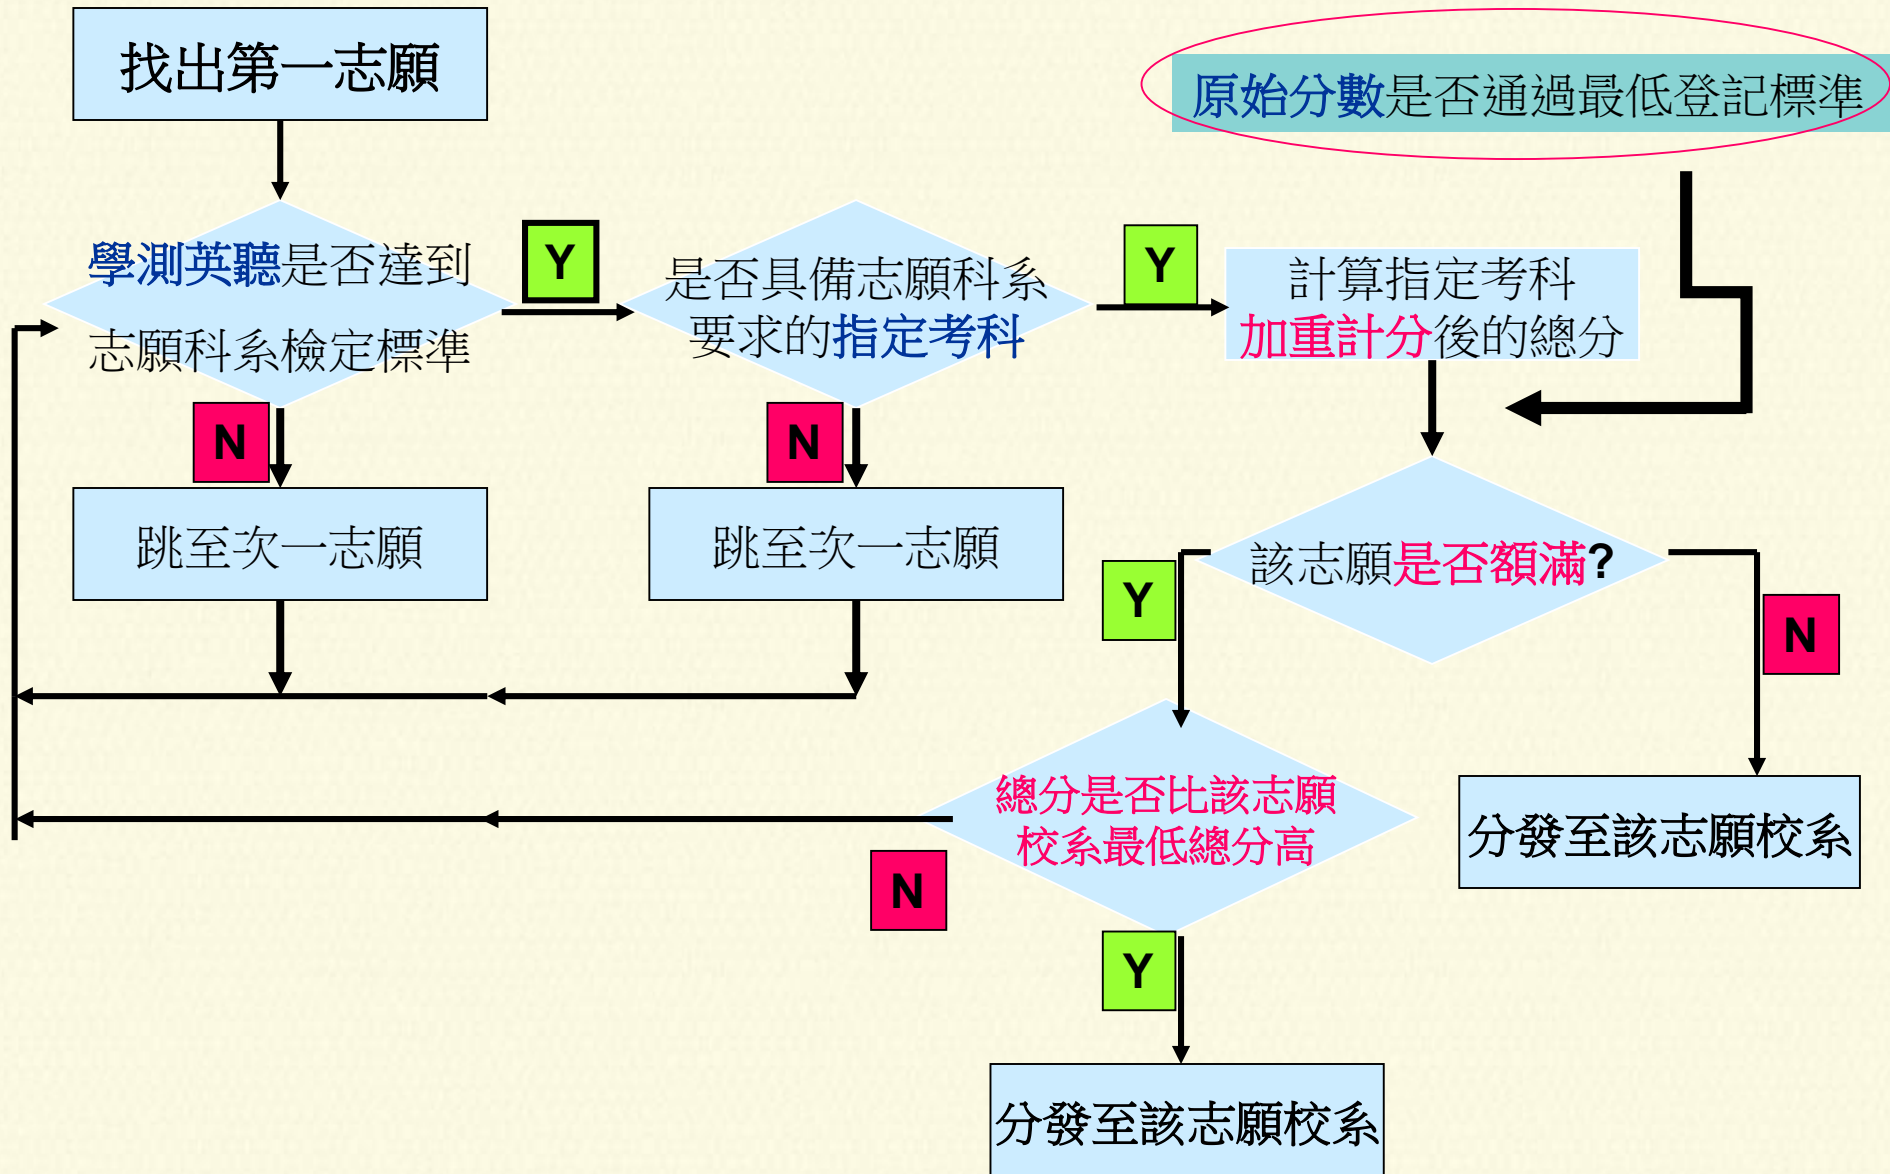 找出第一志願
原始分數是否通過最低登記標準
學測英聽是否達到
志願科系檢定標準
Y
是否具備志願科系
要求的指定考科
Y
計算指定考科
加重計分後的總分
N
N
跳至次一志願
跳至次一志願
該志願是否額滿?
Y
N
總分是否比該志願
校系最低總分高
分發至該志願校系
N
Y
分發至該志願校系